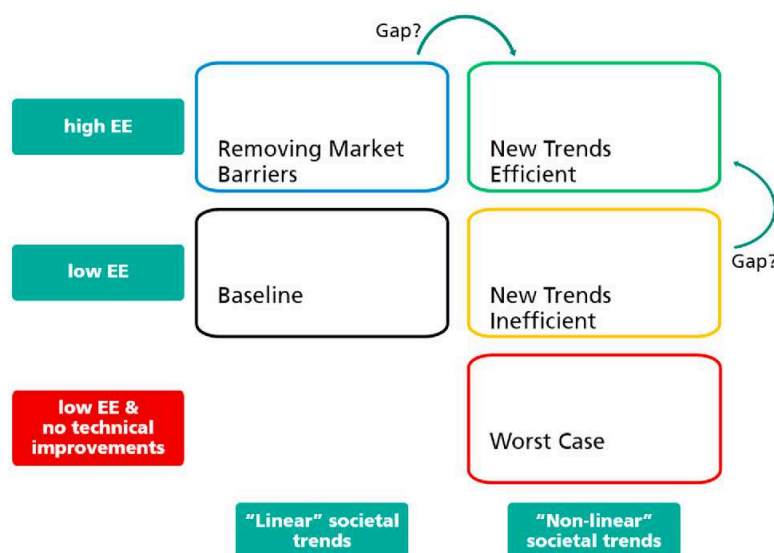 Gap?
high EE
Removing Market
Barriers
New Trends
Efficient
low EE
Baseline
New Trends
Inefficient
Gap?
low EE &
no technical
improvements
Worst Case
“Linear” societal
trends
“Non-linear”
societal trends